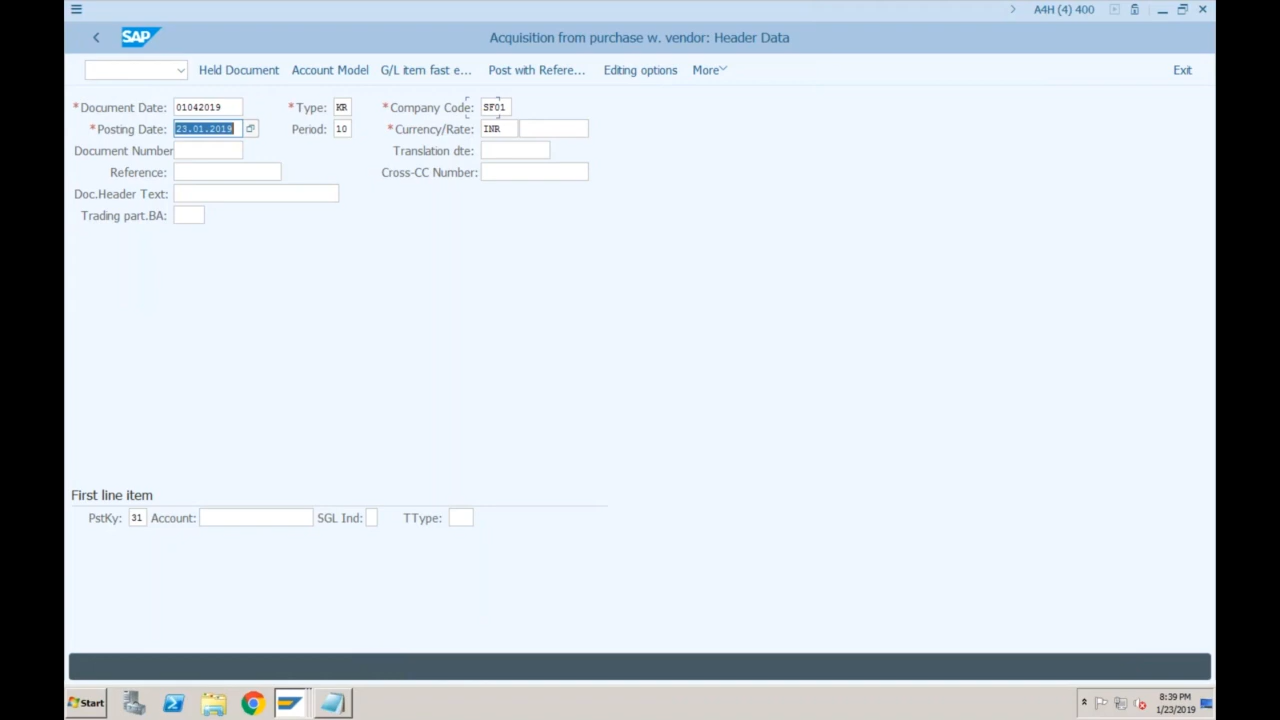 A4H (4) 400
SAP Acquisition from purchase w. vendor: Header Data
Held Document Account Model G/L item fast e... Post with Refere... Editing options More Exit
*Document Date: 01042019 *Type: KR *Company Code: SF01
*Posting Date: 23.01.2019 Period: 10 *Currency/Rate: INR
Document Number Translation dte:
Reference: Cross-CC Number:
Doc.Header Text:
Trading part.BA:
First line item
PstKy: 31 Account: SGL Ind: TType:
Start 8:39 PM
1/23/2019